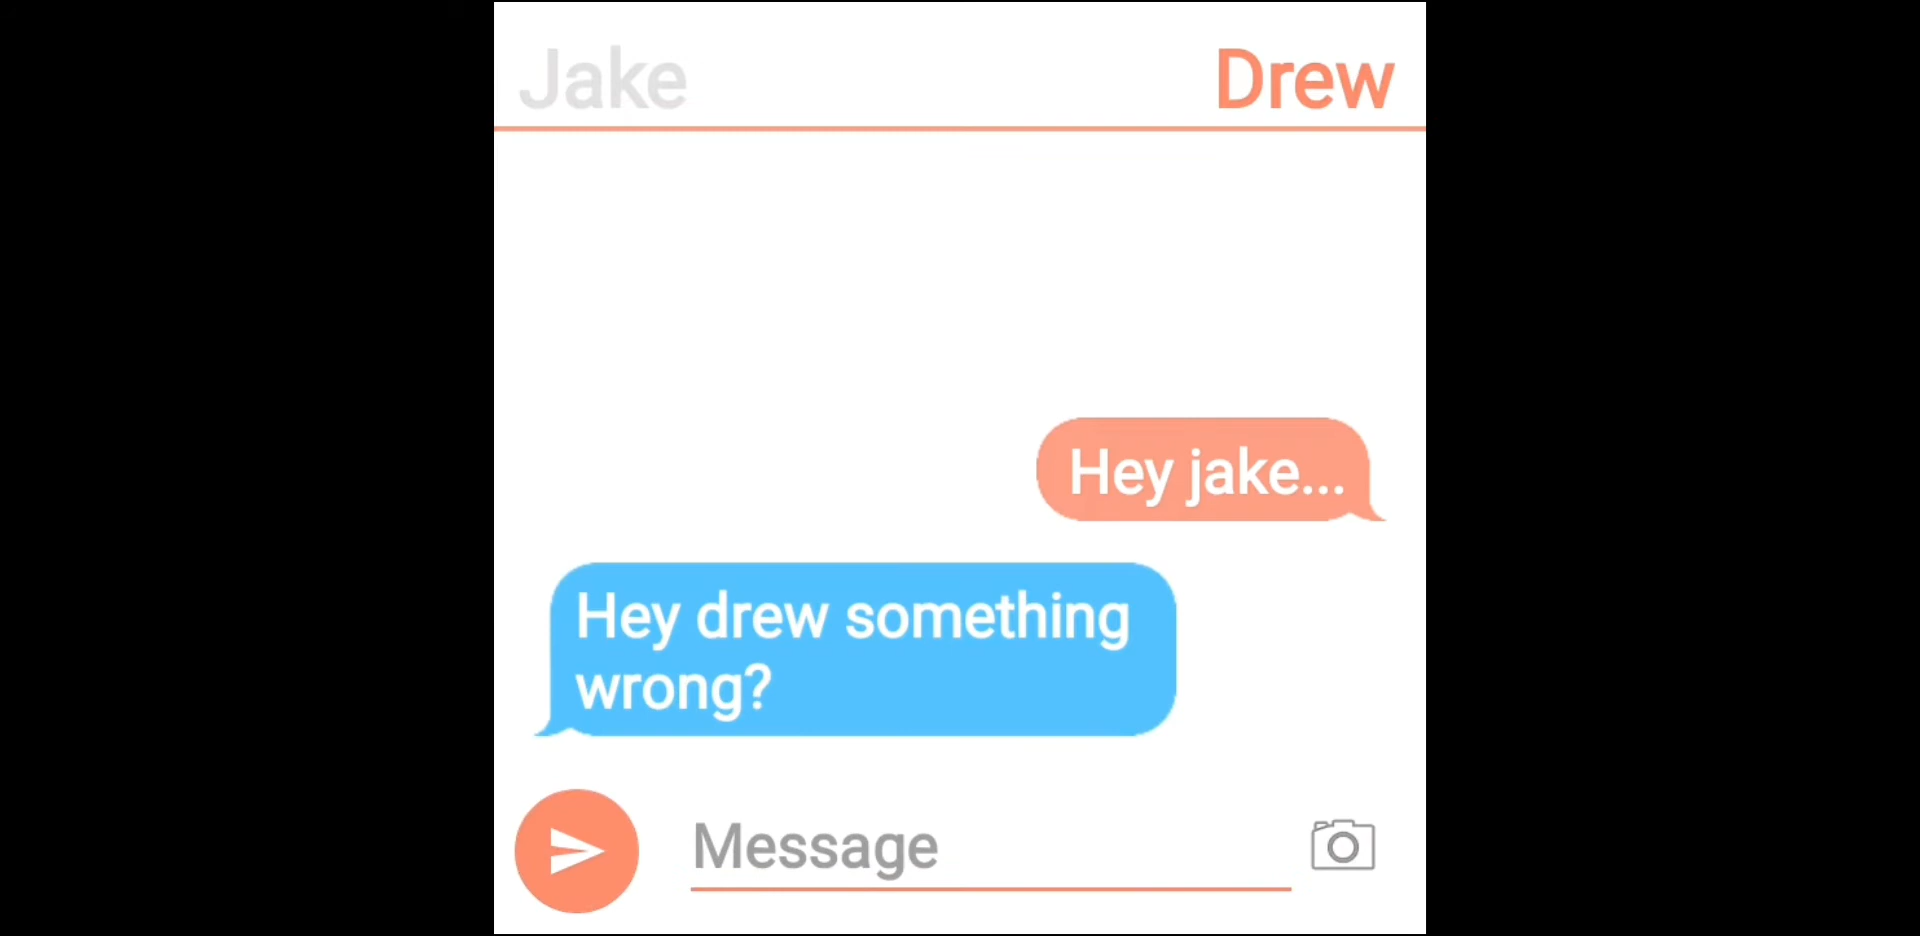 Jake
Drew
Hey jake...
Hey drew something
wrong?
Message